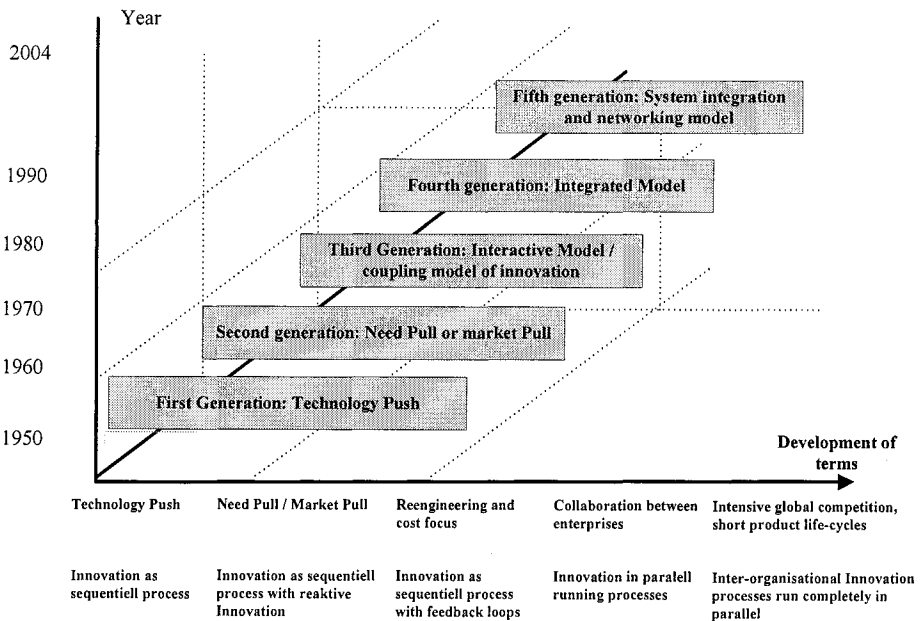 Year
2004
Fifth generation: System integration
and networking model
1990
Fourth generation: Integrated Model
1980
Third Generation: Interactive Model /
coupling model of innovation
1970
Second generation: Need Pull or market Pull
1960
First Generation: Technology Push
1950
Development of
terms
Technology Push
Need Pull / Market Pull
Reengineering and
cost focus
Collaboration between
enterprises
Intensive global competition,
short product life-cycles
Innovation as
sequentiell process
Innovation as sequentiell
process with reaktive
Innovation
Innovation as
sequentiell process
with feedback loops
Innovation in paralell
running processes
Inter-organisational Innovation
processes run completely in
parallel